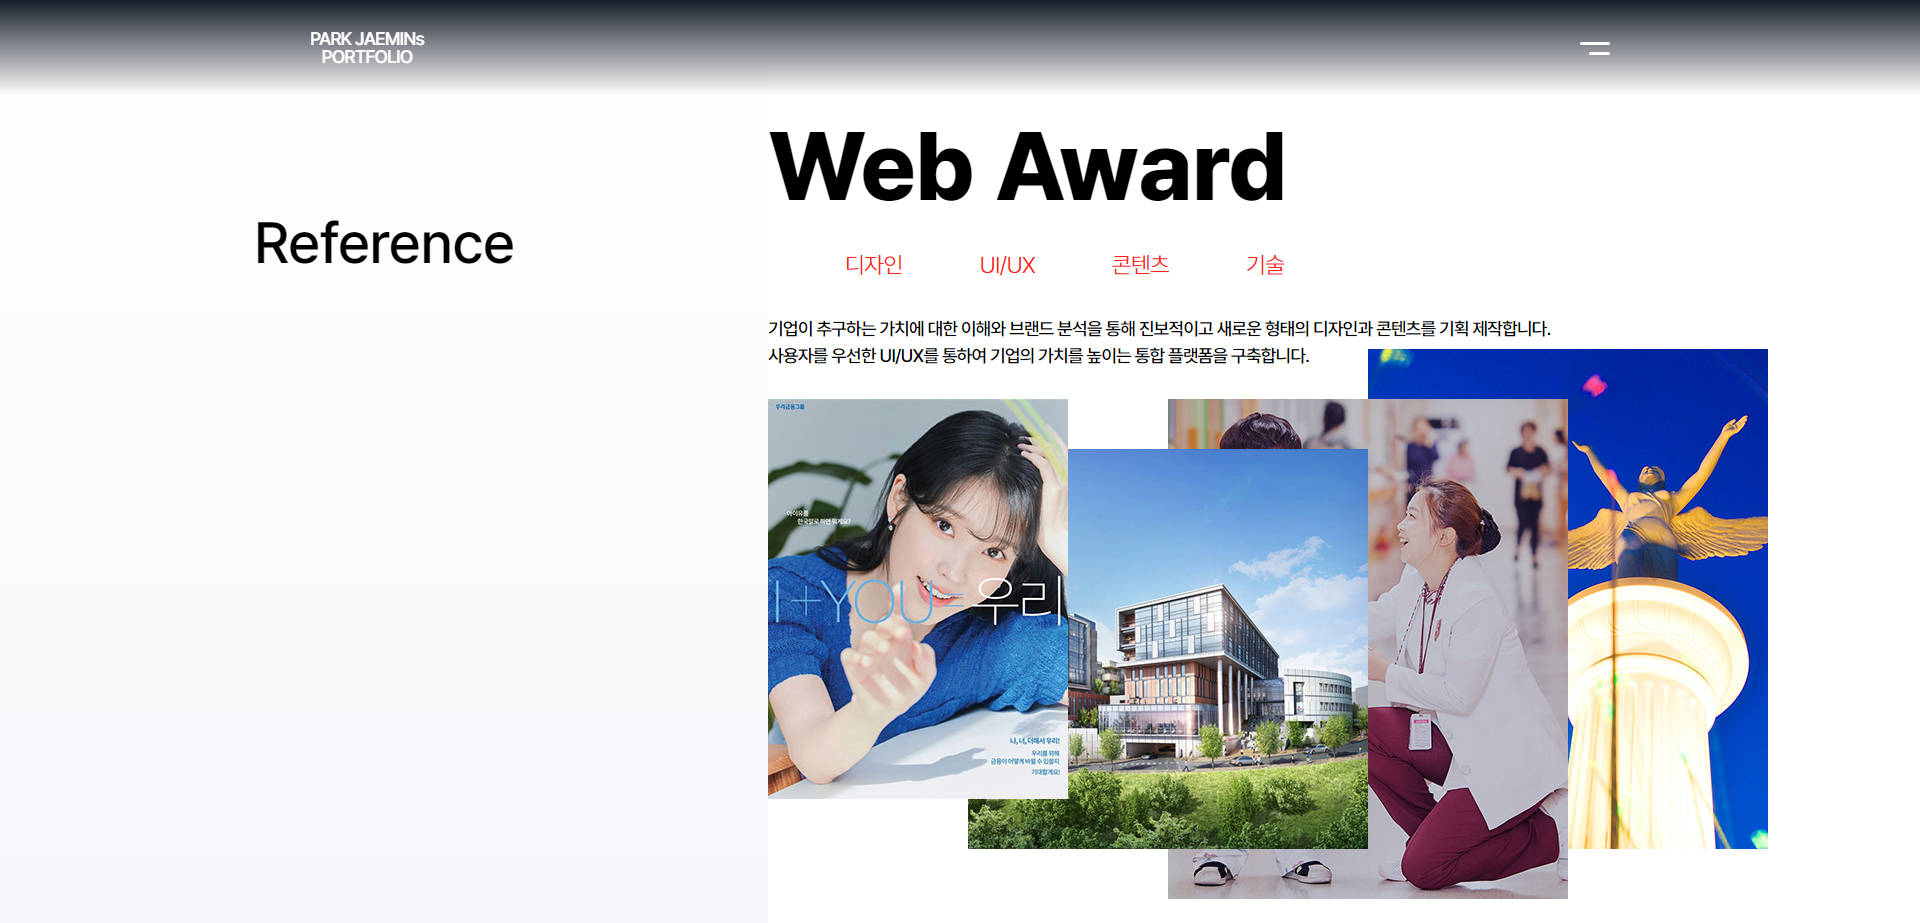 PARK JAEMINs
PORTFOLIO
Reference
Web Award
디자인 UI/UX 콘텐츠 기술
기업이 추구하는 가치에 대한 이해와 브랜드 분석을 통해 진보적이고 새로운 형태의 디자인과 콘텐츠를 기획 제작합니다.
사용자를 우선한 UI/UX를 통하여 기업의 가치를 높이는 통합 플랫폼을 구축합니다.
우리금융그룹
아이유를
한국말로 하면 뭐게요?
I+YOU=우리
나, 너, 더해서 우리!
우리를 위해
금융이 어떻게 바뀔 수 있을지
기대할게요!